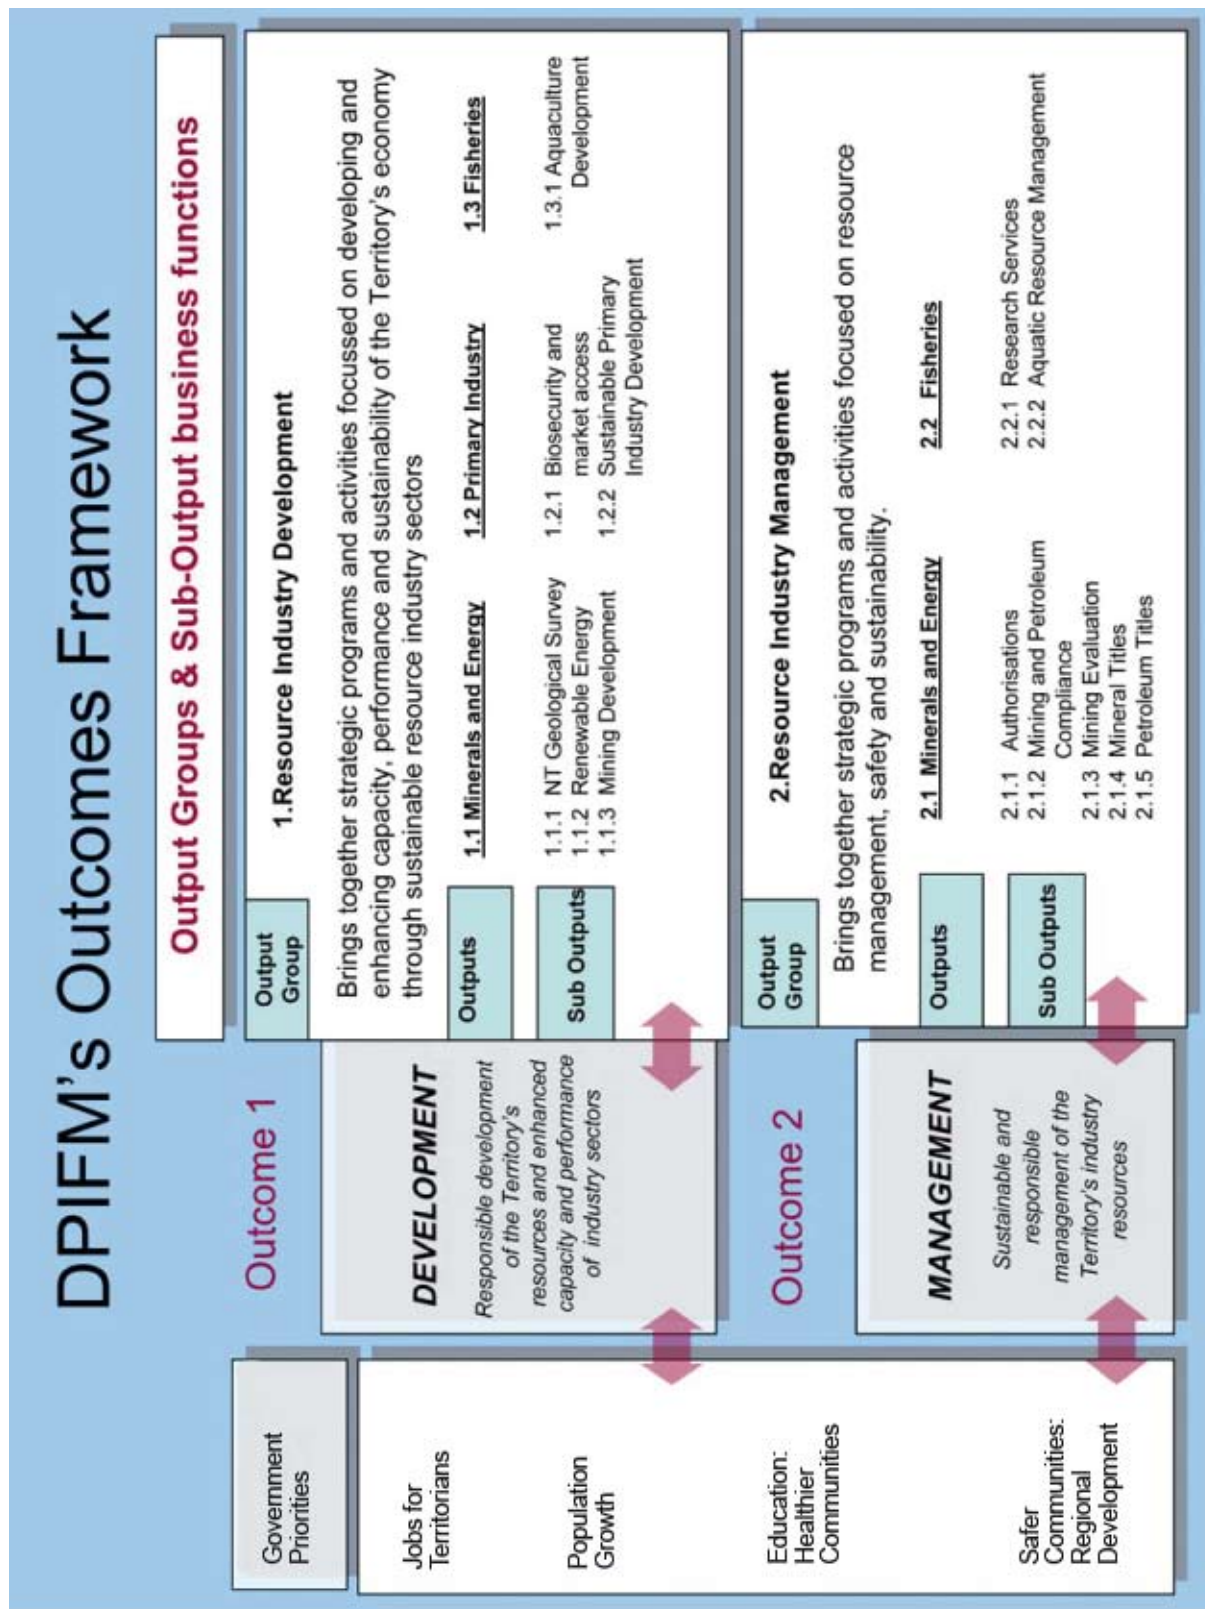 DPIFM's Outcomes Framework
Government
Priorities
Jobs for
Territorians
Population
Growth
Education:
Healthier
Communities
Safer
Communities:
Regional
Development
Outcome 1
DEVELOPMENT
Responsible development
of the Territory's
resources and enhanced
capacity and performance
of industry sectors
Outcome 2
MANAGEMENT
Sustainable and
responsible
management of the
Territory's industry
resources
Output Groups & Sub-Output business functions
Output
Group
1.Resource Industry Development
Brings together strategic programs and activities focussed on developing and
enhancing capacity, performance and sustainability of the Territory's economy
through sustainable resource industry sectors
Outputs
1.1 Minerals and Energy
1.2 Primary Industry
1.3 Fisheries
Sub Outputs
1.1.1 NT Geological Survey
1.1.2 Renewable Energy
1.1.3 Mining Development
1.2.1 Biosecurity and
market access
1.2.2 Sustainable Primary
Industry Development
1.3.1 Aquaculture
Development
Output
Group
2.Resource Industry Management
Brings together strategic programs and activities focused on resource
management, safety and sustainability.
Outputs
2.1 Minerals and Energy
2.2 Fisheries
Sub Outputs
2.1.1 Authorisations
2.1.2 Mining and Petroleum
Compliance
2.1.3 Mining Evaluation
2.1.4 Mineral Titles
2.1.5 Petroleum Titles
2.2.1 Research Services
2.2.2 Aquatic Resource Management